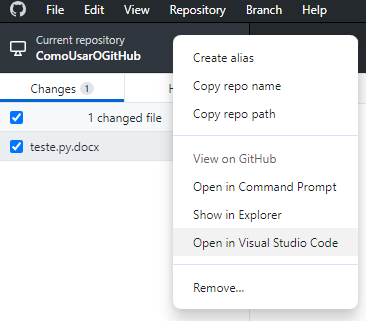 File Edit View Repository Branch Help
Current repository
ComoUsarOGitHub
Changes 1 H
1 changed file
teste.py.docx
Create alias
Copy repo name
Copy repo path
View on GitHub
Open in Command Prompt
Show in Explorer
Open in Visual Studio Code
Remove...